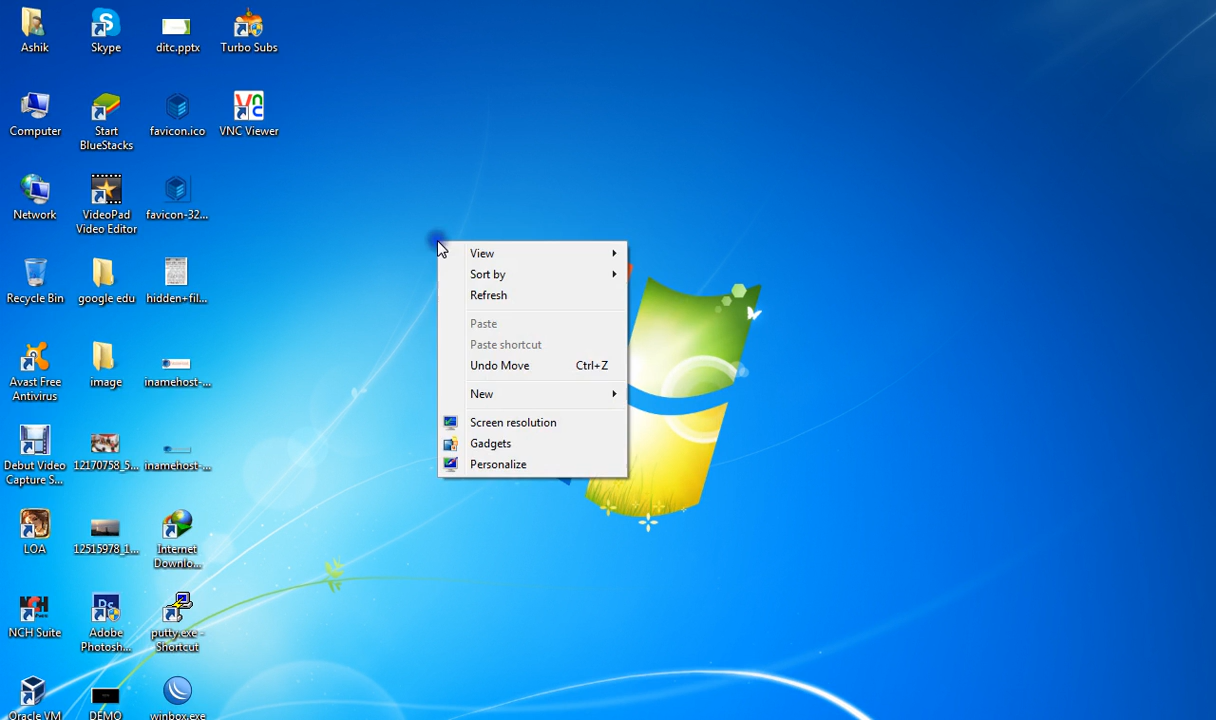 Ashik
Skype
ditc.pptx
Turbo Subs
Computer
Start
BlueStacks
favicon.ico
VNC Viewer
Network
VideoPad
Video Editor
favicon-32...
Recycle Bin
google edu
hidden+fil...
Avast Free
Antivirus
image
inamehost-...
Debut Video
Capture S...
12170758_5...
inamehost-...
LOA
12515978_1...
Internet
Downlo...
NCH Suite
Adobe
Photosh...
putty.exe -
Shortcut
Oracle VM
DEMO
winbox.exe
View
Sort by
Refresh
Paste
Paste shortcut
Undo Move Ctrl+Z
New
Screen resolution
Gadgets
Personalize